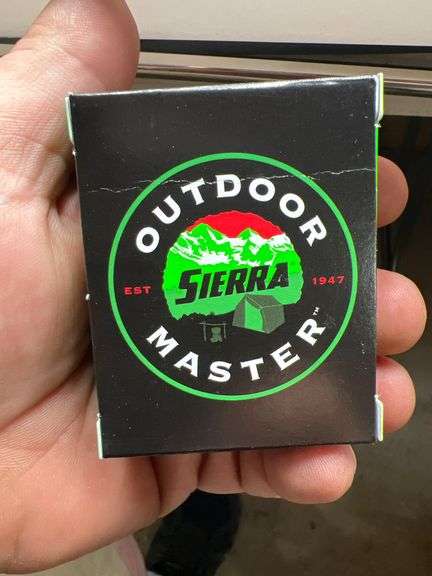 OUTDOOR
SIERRA
EST 1947
MASTER™